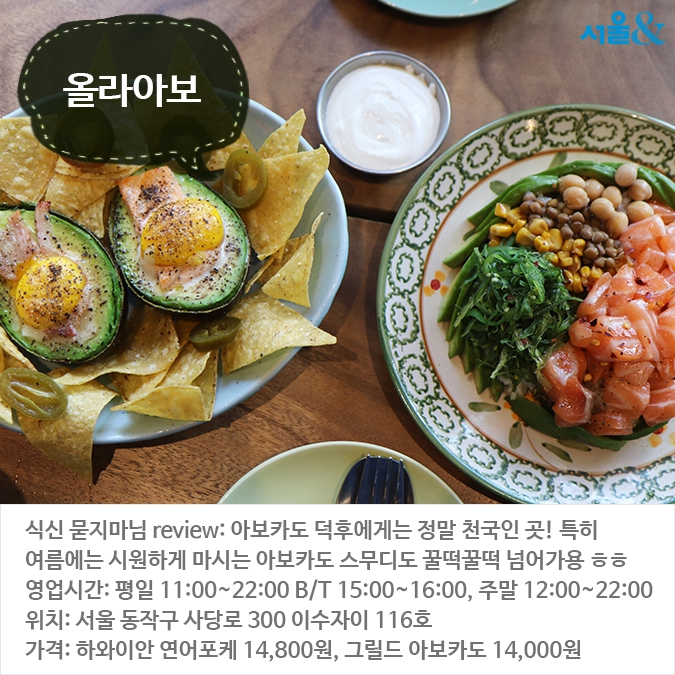 서울&
올라아보
식신 묻지마님 review: 아보카도 덕후에게는 정말 천국인 곳! 특히
여름에는 시원하게 마시는 아보카도 스무디도 꿀떡꿀떡 넘어가용 ㅎㅎ
영업시간: 평일 11:00~22:00 B/T 15:00~16:00, 주말 12:00~22:00
위치: 서울 동작구 사당로 300 이수자이 116호
가격: 하와이안 연어포케 14,800원, 그릴드 아보카도 14,000원